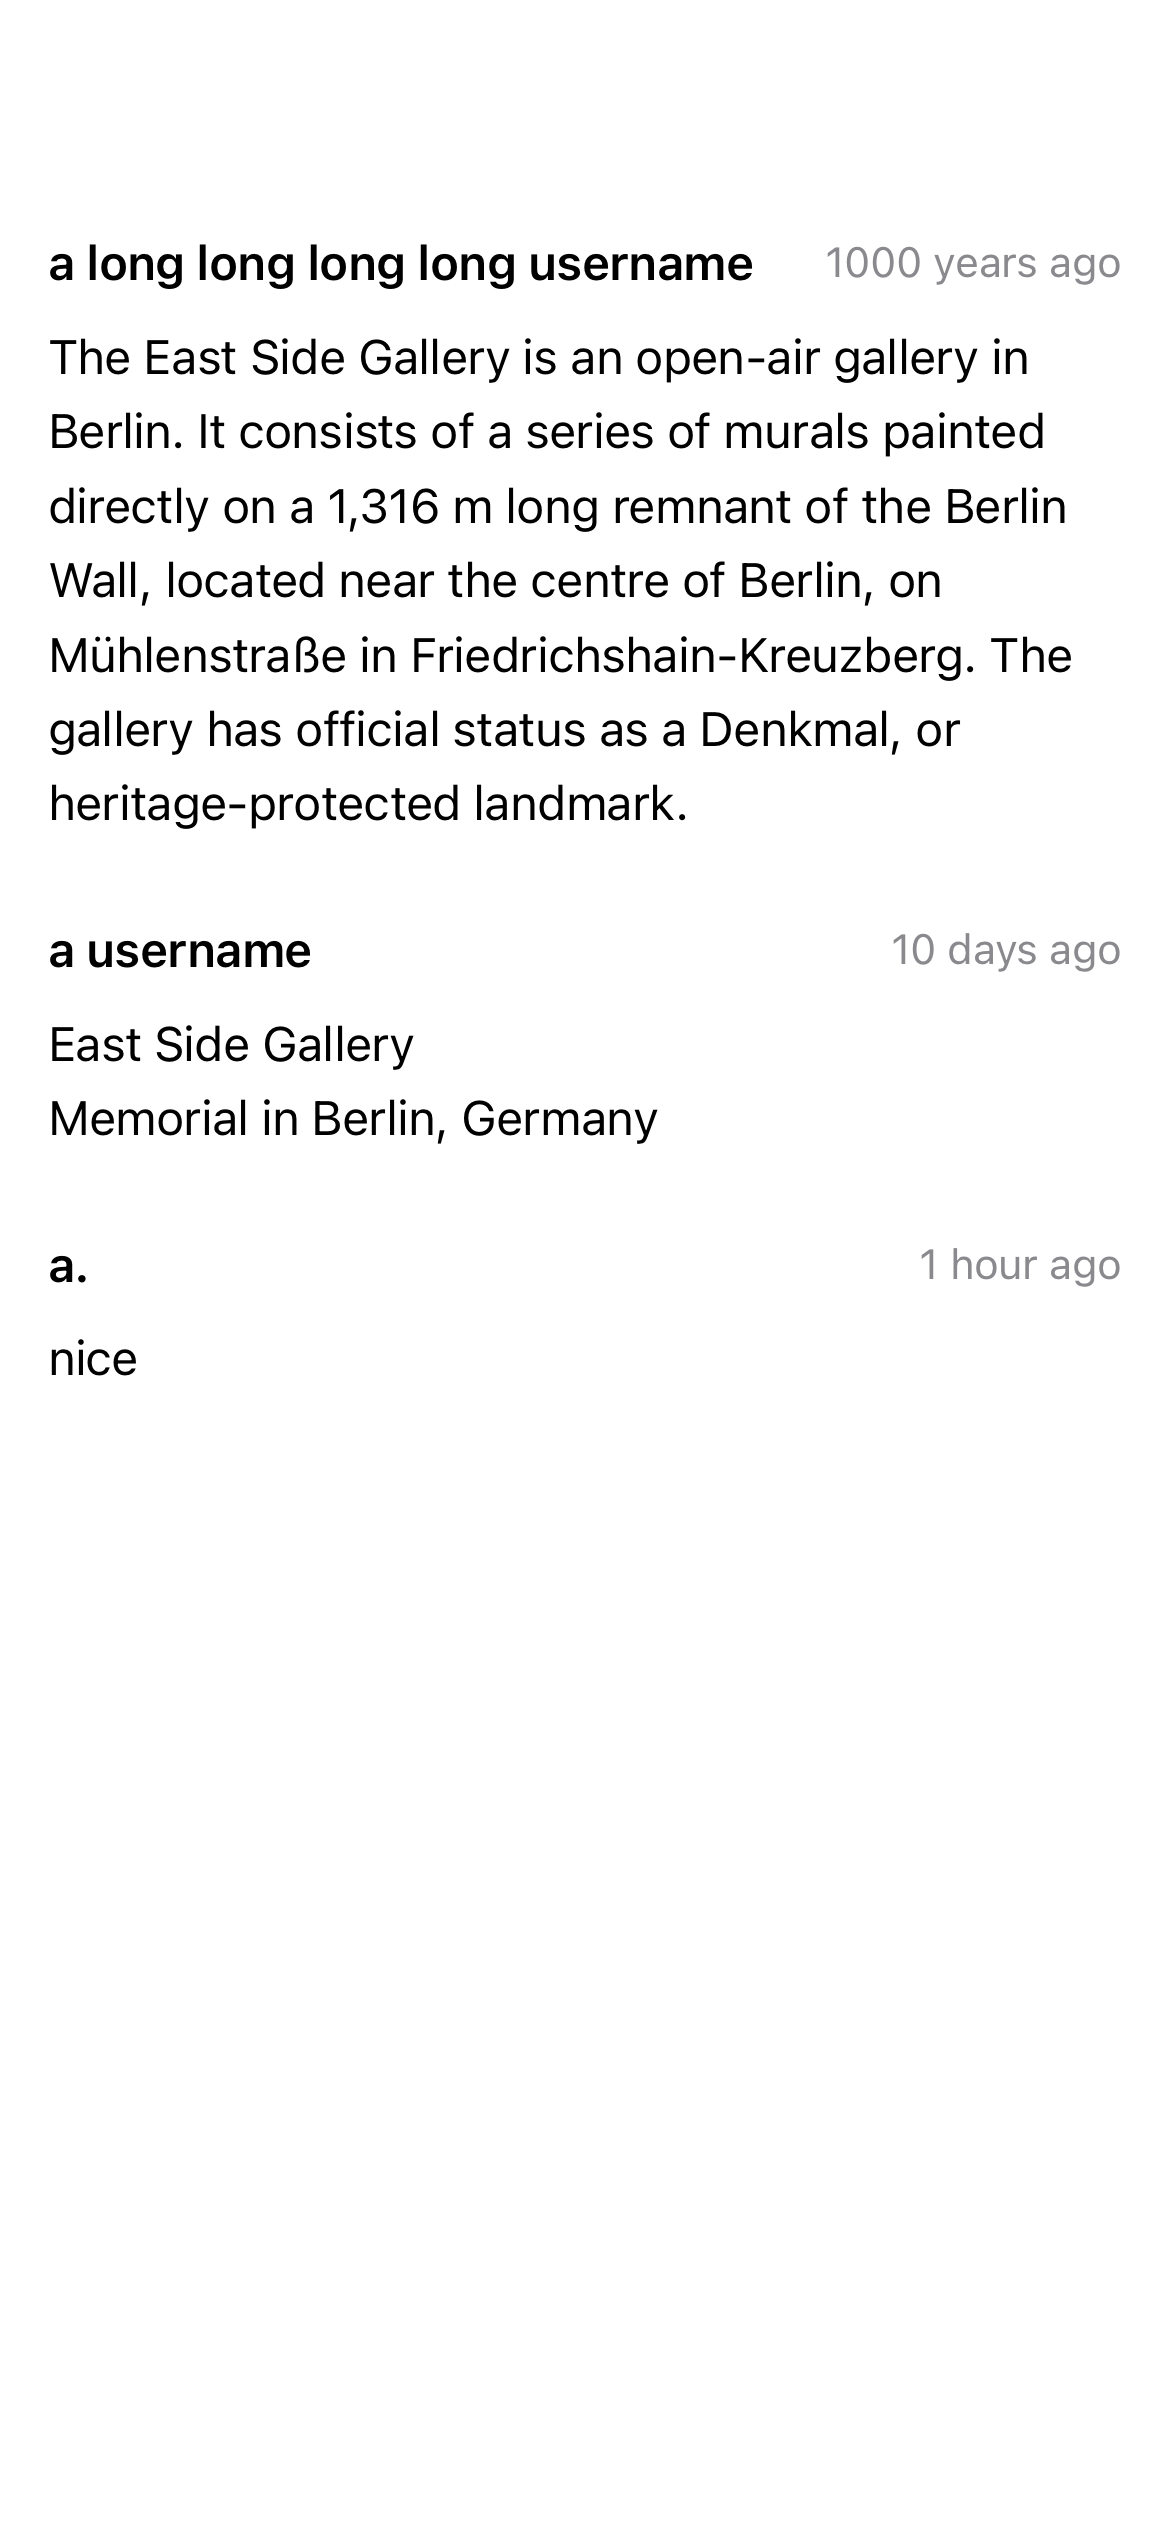 a long long long long username 1000 years ago
The East Side Gallery is an open-air gallery in
Berlin. It consists of a series of murals painted
directly on a 1,316 m long remnant of the Berlin
Wall, located near the centre of Berlin, on
Mühlenstraße in Friedrichshain-Kreuzberg. The
gallery has official status as a Denkmal, or
heritage-protected landmark.
a username 10 days ago
East Side Gallery
Memorial in Berlin, Germany
a. 1 hour ago
nice